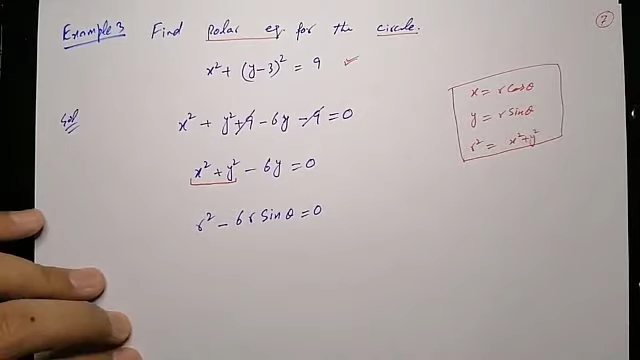 7
Example 3 Find polar eq for the circle.
x² + (y-3)² = 9 ✓
Sol
x² + y² + 9 - 6y - 9 = 0
x² + y² - 6y = 0
r² - 6 r Sin θ = 0
x = r Cos θ
y = r Sin θ
r² = x² + y²